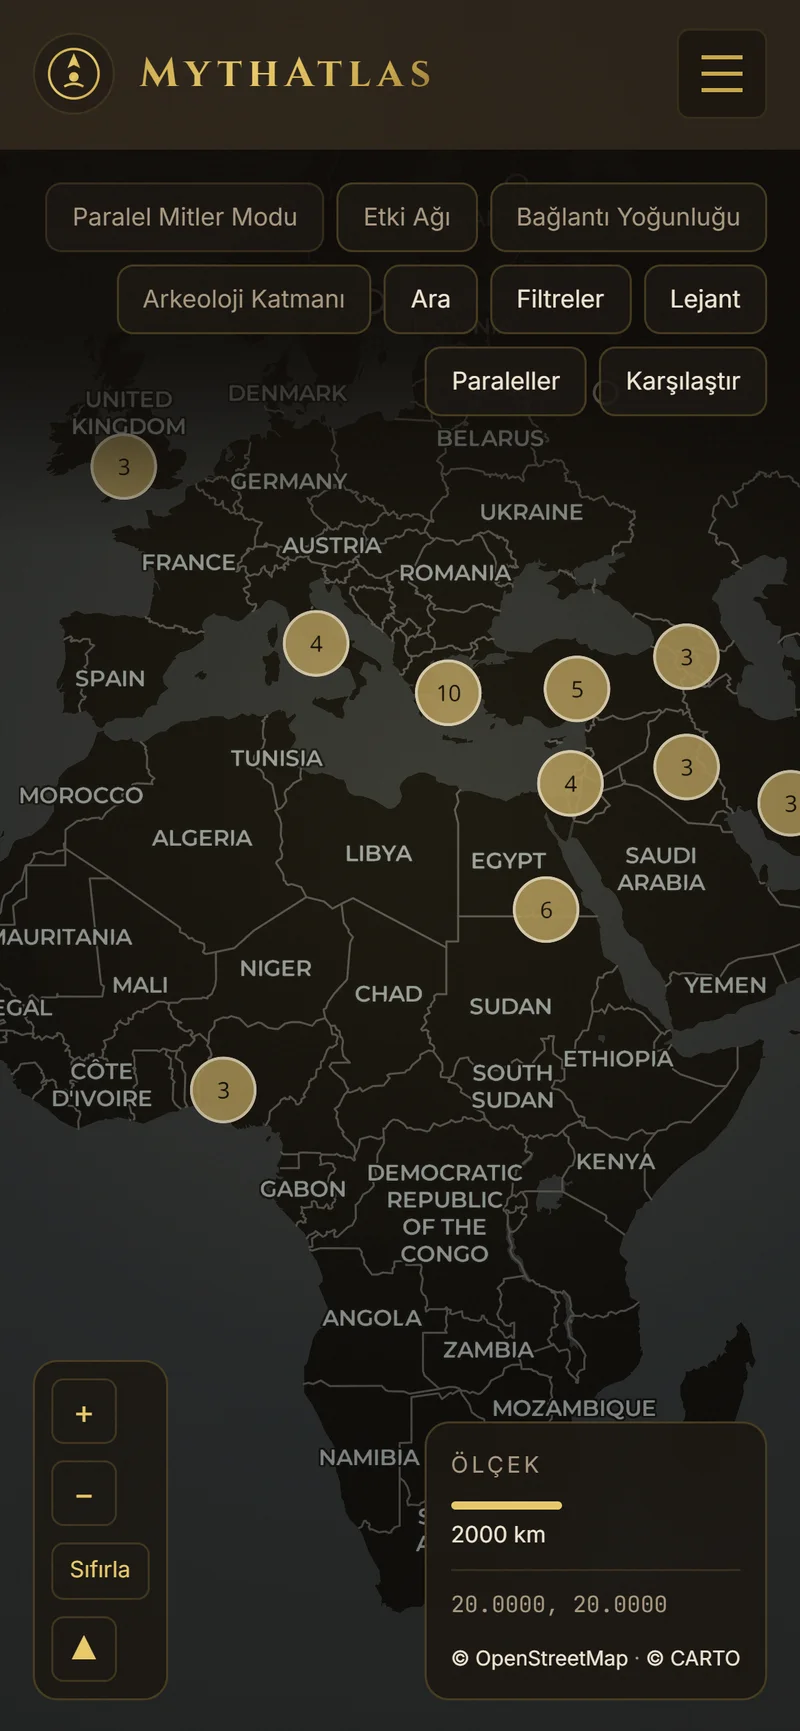 MYTHATLAS
Paralel Mitler Modu
Etki Ağı
Bağlantı Yoğunluğu
Arkeoloji Katmanı
Ara
Filtreler
Lejant
Paraleller
Karşılaştır
UNITED
KINGDOM
DENMARK
BELARUS
3
GERMANY
UKRAINE
AUSTRIA
FRANCE
ROMANIA
4
3
SPAIN
10
5
TUNISIA
4
3
3
MOROCCO
ALGERIA
LIBYA
EGYPT
SAUDI
ARABIA
6
MAURITANIA
NIGER
MALI
CHAD
YEMEN
EGAL
SUDAN
CÔTE
D'IVOIRE
3
SOUTH
SUDAN
ETHIOPIA
KENYA
GABON
DEMOCRATIC
REPUBLIC
OF THE
CONGO
ANGOLA
ZAMBIA
MOZAMBIQUE
NAMIBIA
+
−
Sıfırla
▲
ÖLÇEK
2000 km
20.0000, 20.0000
© OpenStreetMap · © CARTO